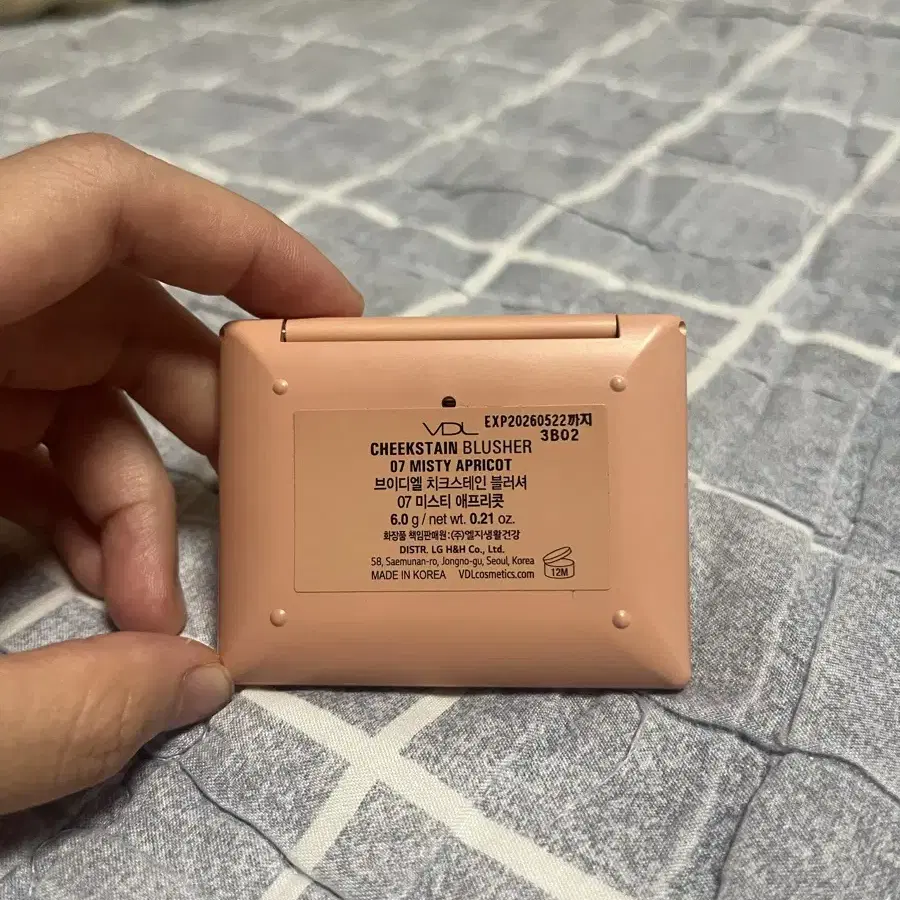 VDL
EXP20260522까지
3B02
CHEEKSTAIN BLUSHER
07 MISTY APRICOT
브이디엘 치크스테인 블러셔
07 미스티 애프리콧
6.0 g / net wt. 0.21 oz.
화장품 책임판매원 : (주)엘지생활건강
DISTR. LG H&H Co., Ltd.
58, Saemunan-ro, Jongno-gu, Seoul, Korea
MADE IN KOREA VDLcosmetics.com
12M